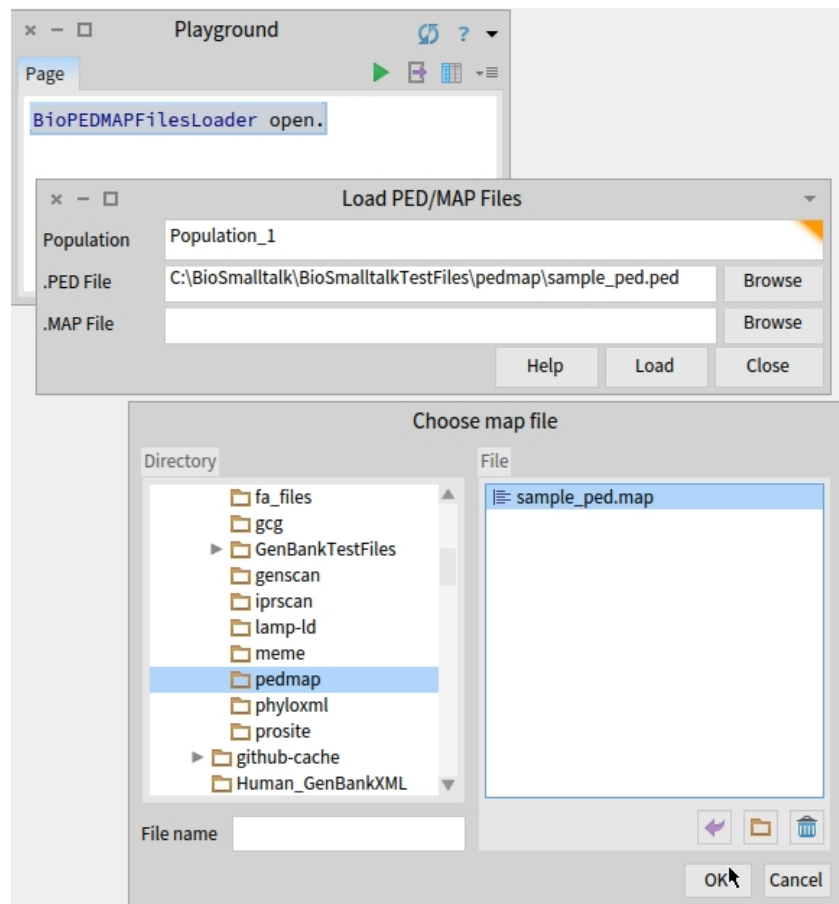 Playground
?
Page
BioPEDMAPFilesLoader open.
Load PED/MAP Files
Population
Population_1
.PED File
C:\BioSmalltalk\BioSmalltalkTestFiles\pedmap\sample_ped.ped
Browse
.MAP File
Browse
Help
Load
Close
Choose map file
Directory
fa_files
gcg
GenBankTestFiles
genscan
iprscan
lamp-ld
meme
pedmap
phyloxml
prosite
github-cache
Human_GenBankXML
File name
File
sample_ped.map
OK
Cancel